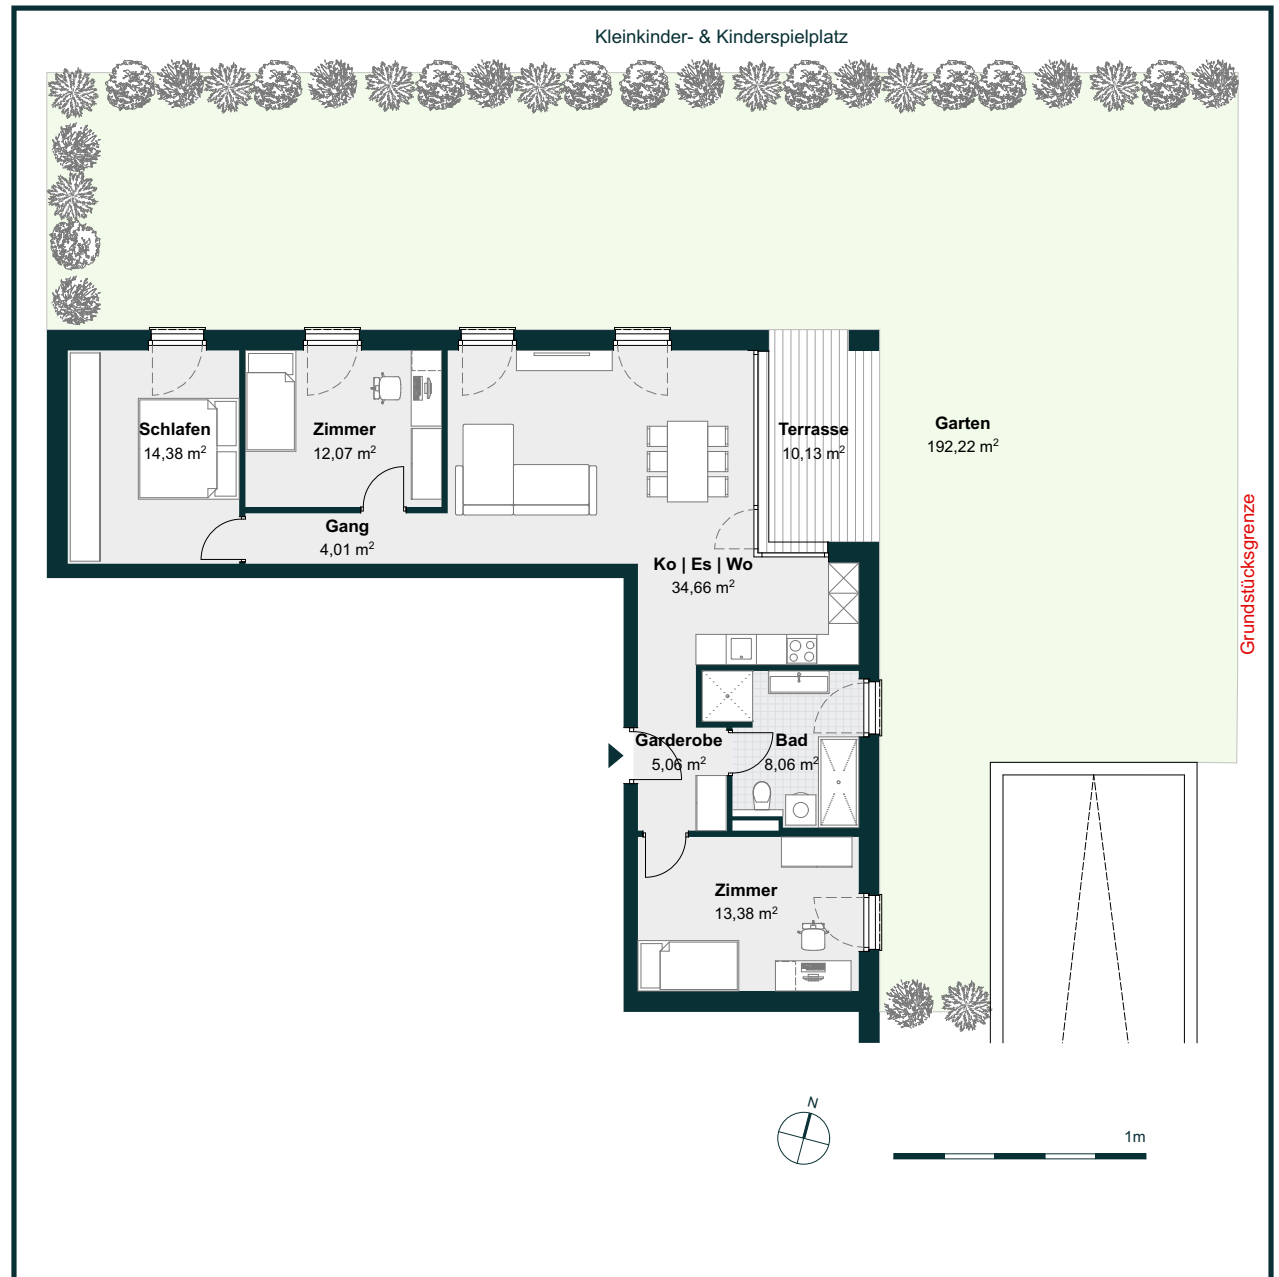 Kleinkinder- & Kinderspielplatz
Schlafen
14,38 m²
Zimmer
12,07 m²
Terrasse
10,13 m²
Garten
192,22 m²
Gang
4,01 m²
Ko | Es | Wo
34,66 m²
Grundstücksgrenze
Garderobe
5,06 m²
Bad
8,06 m²
Zimmer
13,38 m²
N
1m